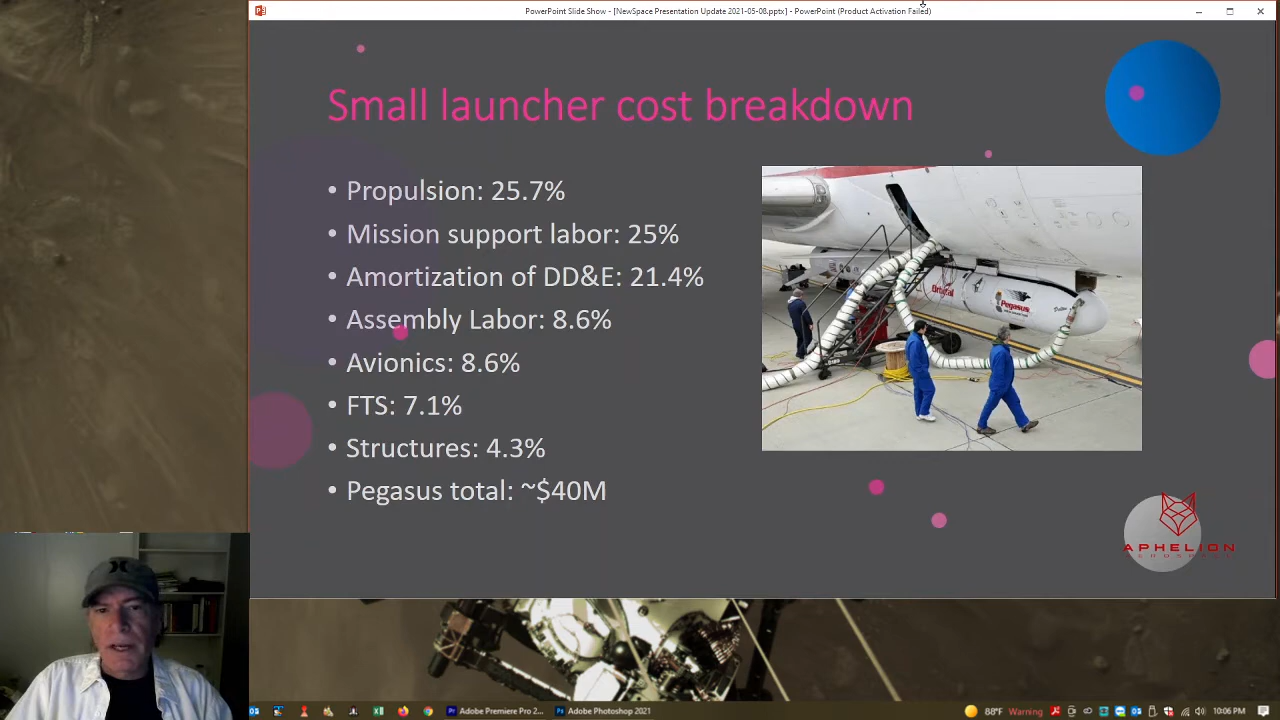 PowerPoint Slide Show - [NewSpace Presentation Update 2021-05-08.pptx] - PowerPoint (Product Activation Failed)
Small launcher cost breakdown
• Propulsion: 25.7%
• Mission support labor: 25%
• Amortization of DD&E: 21.4%
• Assembly Labor: 8.6%
• Avionics: 8.6%
• FTS: 7.1%
• Structures: 4.3%
• Pegasus total: ~$40M
Orbital
Pegasus
APHELION
Adobe Premiere Pro 2...
Adobe Photoshop 2021
88°F Warning
10:06 PM